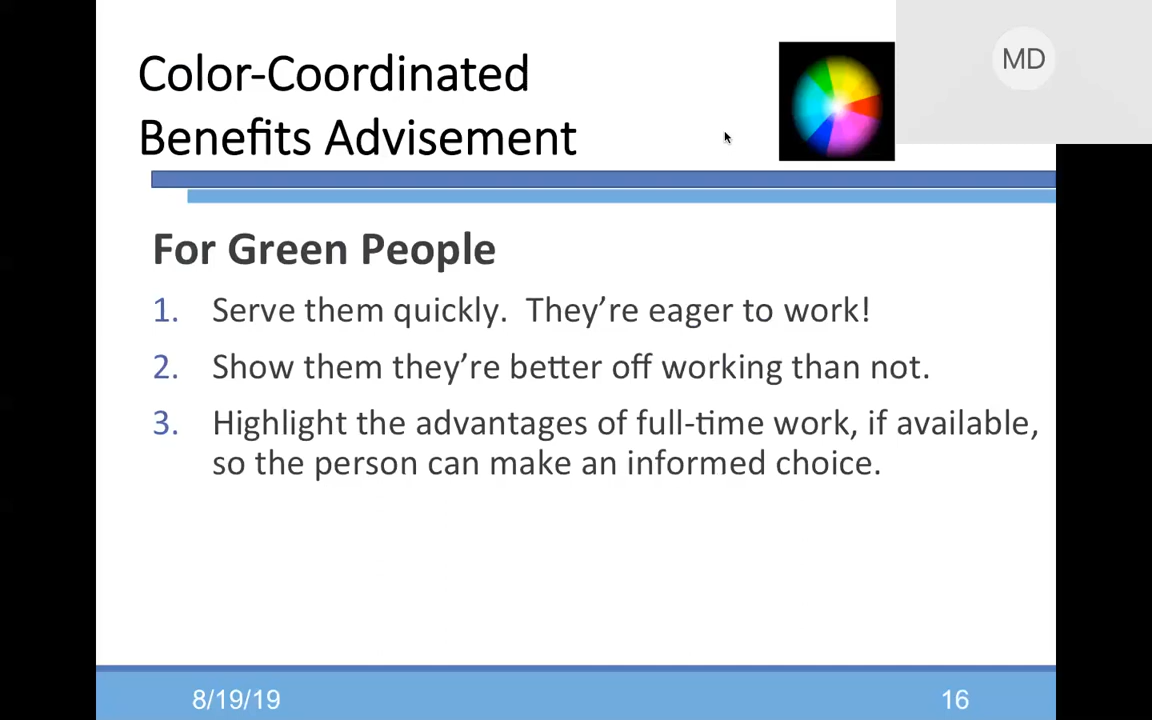 Color-Coordinated
Benefits Advisement
MD
For Green People
1. Serve them quickly.  They're eager to work!
2. Show them they're better off working than not.
3. Highlight the advantages of full-time work, if available,
so the person can make an informed choice.
8/19/19
16